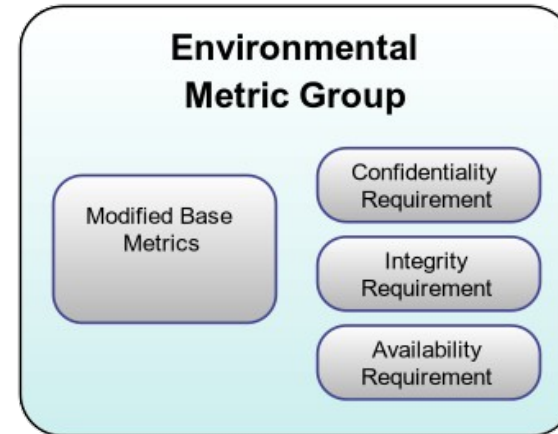 Environmental
Metric Group
Modified Base
Metrics
Confidentiality
Requirement
Integrity
Requirement
Availability
Requirement